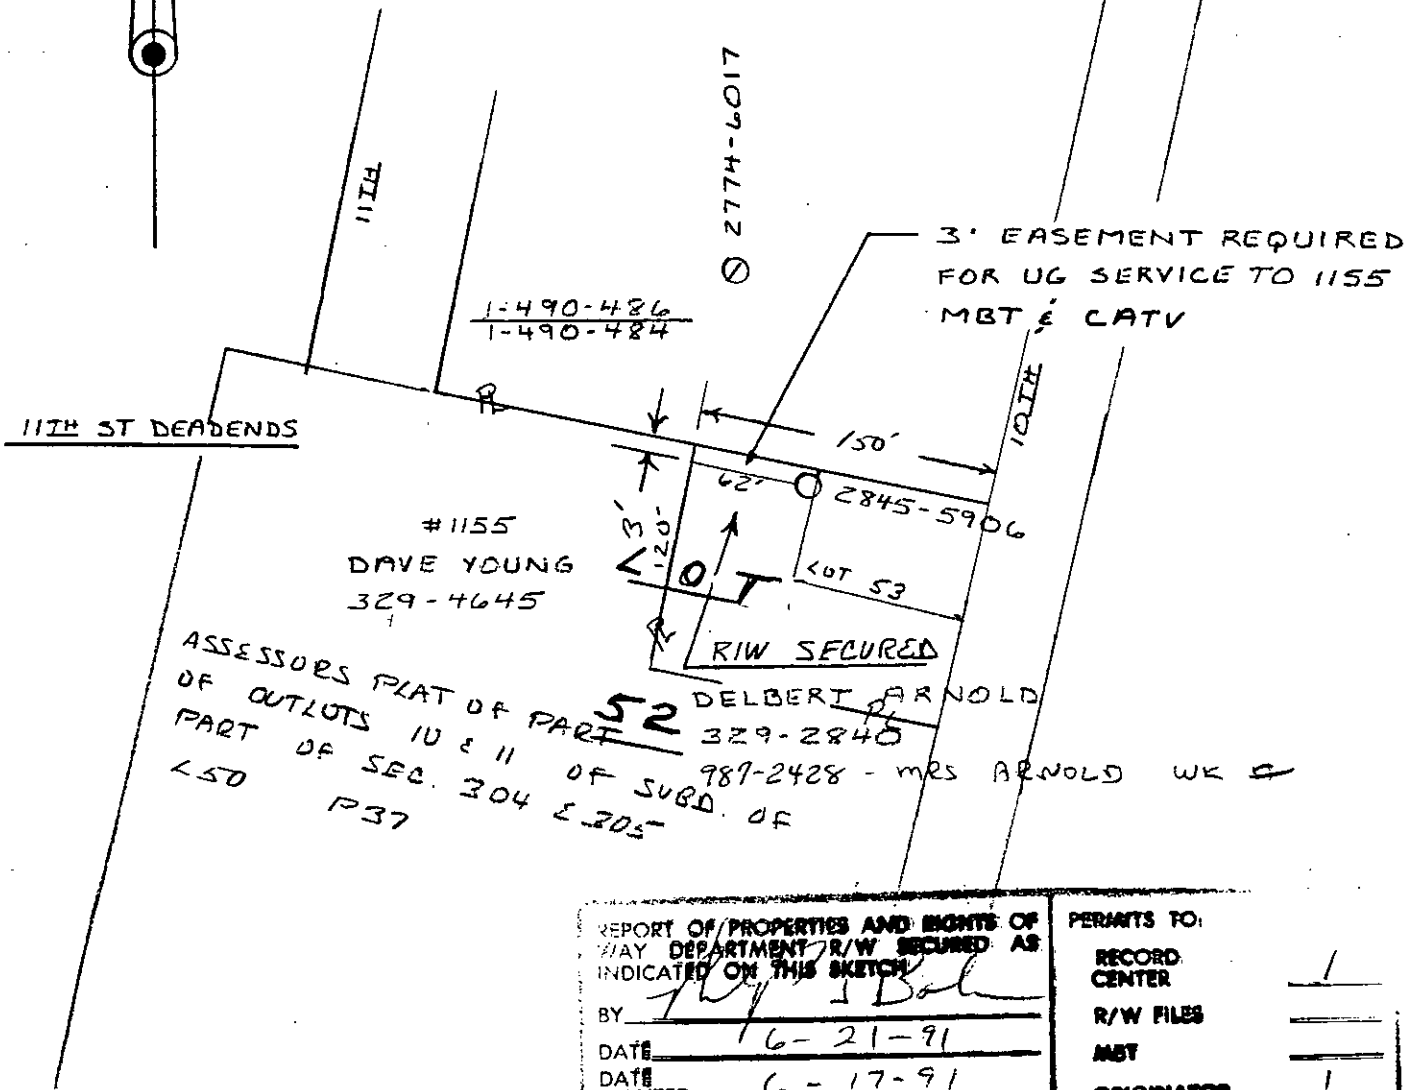 11TH
2774-6017
3' EASEMENT REQUIRED
FOR UG SERVICE TO 1155
MBT & CATV
1-490-486
1-490-484
PL
10TH
11TH ST DEADENDS
150'
62'
2845-5906
3'
120'
#1155
DAVE YOUNG
329-4645
LOT
LOT 53
R/W SECURED
52
DELBERT ARNOLD
329-2840
987-2428 - MRS ARNOLD WK
ASSESSORS PLAT OF PART
OF OUTLOTS 10 & 11 OF SUBD. OF
PART OF SEC. 304 & 305
L50 P37
REPORT OF PROPERTIES AND RIGHTS OF
WAY DEPARTMENT R/W SECURED AS
INDICATED ON THIS SKETCH
BY
DATE 6-21-91
DATE 6-17-91
PERMITS TO:
RECORD
CENTER 1
R/W FILES
MBT
ORIGINATOR 1